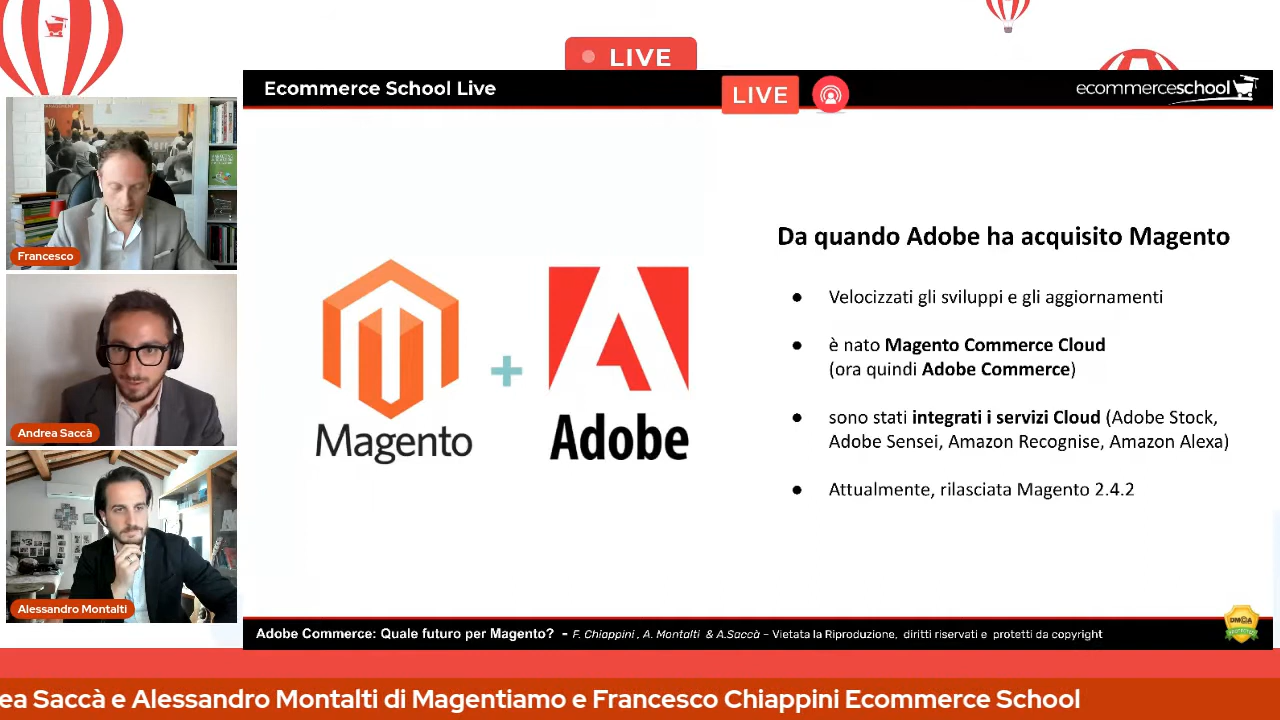 LIVE
Ecommerce School Live
LIVE
ecommerceschool
Francesco
Andrea Saccà
Alessandro Montalti
Magento
+
Adobe
Da quando Adobe ha acquisito Magento
● Velocizzati gli sviluppi e gli aggiornamenti
● è nato Magento Commerce Cloud
(ora quindi Adobe Commerce)
● sono stati integrati i servizi Cloud (Adobe Stock,
Adobe Sensei, Amazon Recognise, Amazon Alexa)
● Attualmente, rilasciata Magento 2.4.2
Adobe Commerce: Quale futuro per Magento? - F. Chiappini , A. Montalti & A.Saccà – Vietata la Riproduzione, diritti riservati e protetti da copyright
DMCA
ea Saccà e Alessandro Montalti di Magentiamo e Francesco Chiappini Ecommerce School